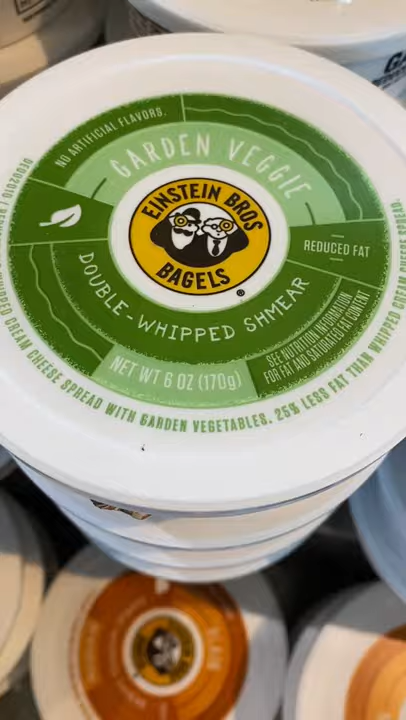 NO ARTIFICIAL FLAVORS.
GARDEN VEGGIE
EINSTEIN BROS
BAGELS
®
REDUCED FAT
DOUBLE-WHIPPED SHMEAR
SEE NUTRITION INFORMATION
FOR FAT AND SATURATED FAT CONTENT
NET WT 6 OZ (170g)
WHIPPED CREAM CHEESE SPREAD WITH GARDEN VEGETABLES. 25% LESS FAT THAN WHIPPED CREAM CHEESE SPREAD.